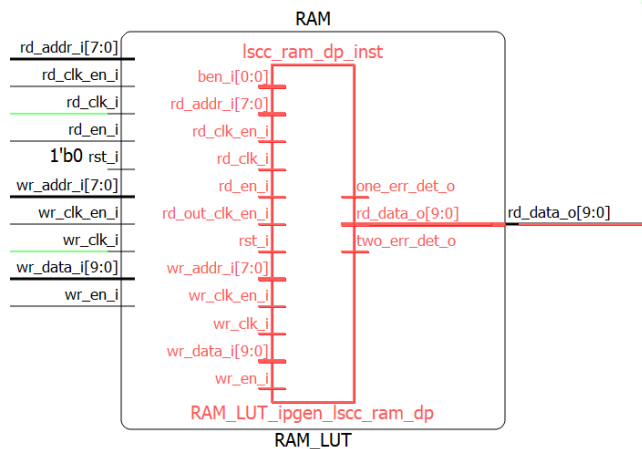 RAM
lscc_ram_dp_inst
rd_addr_i[7:0]
rd_clk_en_i
rd_clk_i
rd_en_i
1'b0 rst_i
wr_addr_i[7:0]
wr_clk_en_i
wr_clk_i
wr_data_i[9:0]
wr_en_i
ben_i[0:0]
rd_addr_i[7:0]
rd_clk_en_i
rd_clk_i
rd_en_i
rd_out_clk_en_i
rst_i
wr_addr_i[7:0]
wr_clk_en_i
wr_clk_i
wr_data_i[9:0]
wr_en_i
one_err_det_o
rd_data_o[9:0]
two_err_det_o
rd_data_o[9:0]
RAM_LUT_ipgen_lscc_ram_dp
RAM_LUT